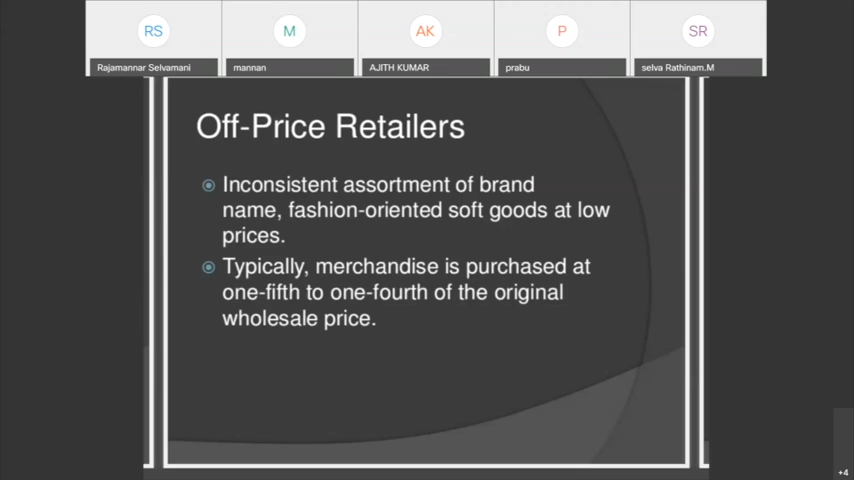 RS
M
AK
P
SR
Rajamannar Selvamani
mannan
AJITH KUMAR
prabu
selva Rathinam.M
Off-Price Retailers
Inconsistent assortment of brand
name, fashion-oriented soft goods at low
prices.
Typically, merchandise is purchased at
one-fifth to one-fourth of the original
wholesale price.
+4